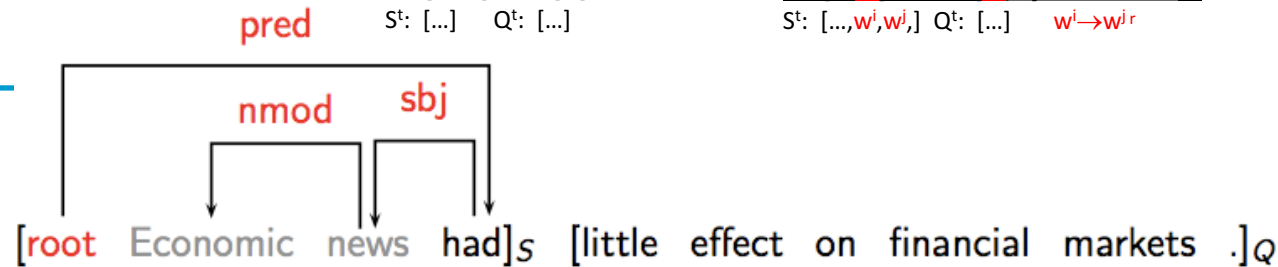 Sᵗ: […] Qᵗ: […]
Sᵗ: […,wⁱ,wʲ,] Qᵗ: […] wⁱ→wʲ ʳ
pred
nmod sbj
[root Economic news had]S [little effect on financial markets .]Q